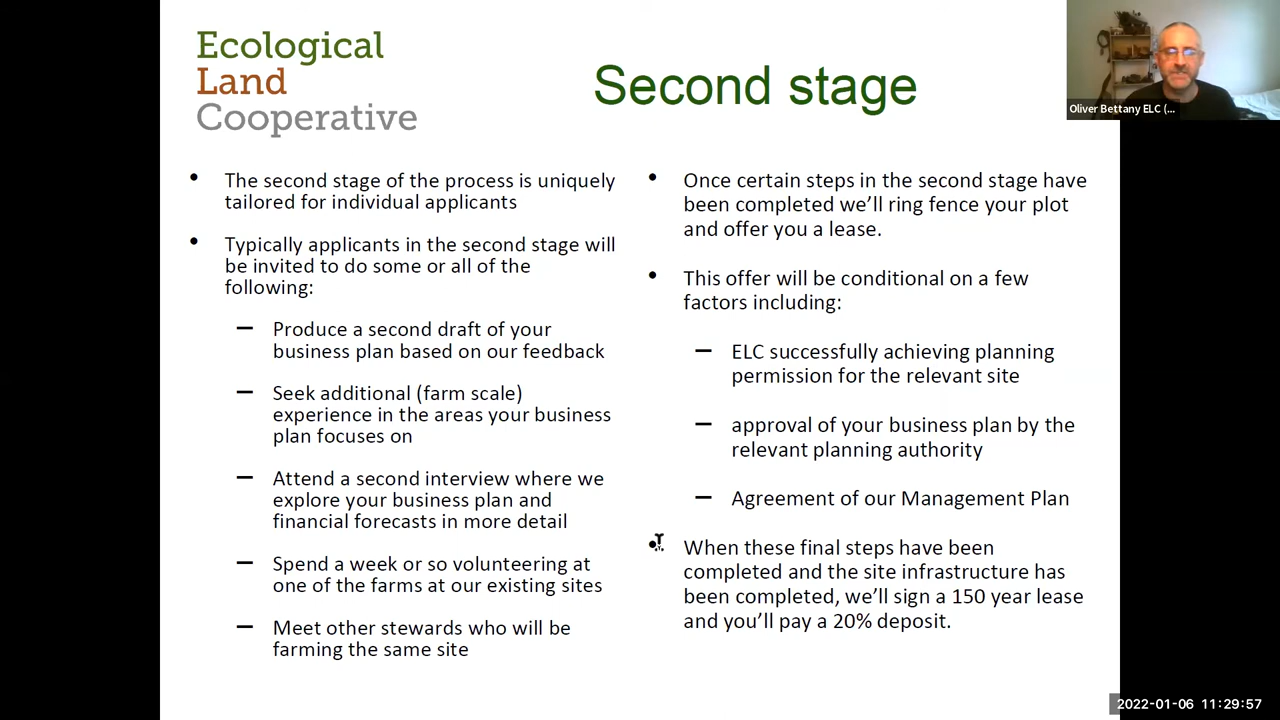 Ecological
Land
Cooperative
Second stage
Oliver Bettany ELC (...
• The second stage of the process is uniquely
tailored for individual applicants
• Typically applicants in the second stage will
be invited to do some or all of the
following:
– Produce a second draft of your
business plan based on our feedback
– Seek additional (farm scale)
experience in the areas your business
plan focuses on
– Attend a second interview where we
explore your business plan and
financial forecasts in more detail
– Spend a week or so volunteering at
one of the farms at our existing sites
– Meet other stewards who will be
farming the same site
• Once certain steps in the second stage have
been completed we’ll ring fence your plot
and offer you a lease.
• This offer will be conditional on a few
factors including:
– ELC successfully achieving planning
permission for the relevant site
– approval of your business plan by the
relevant planning authority
– Agreement of our Management Plan
• When these final steps have been
completed and the site infrastructure has
been completed, we’ll sign a 150 year lease
and you’ll pay a 20% deposit.
2022-01-06 11:29:57